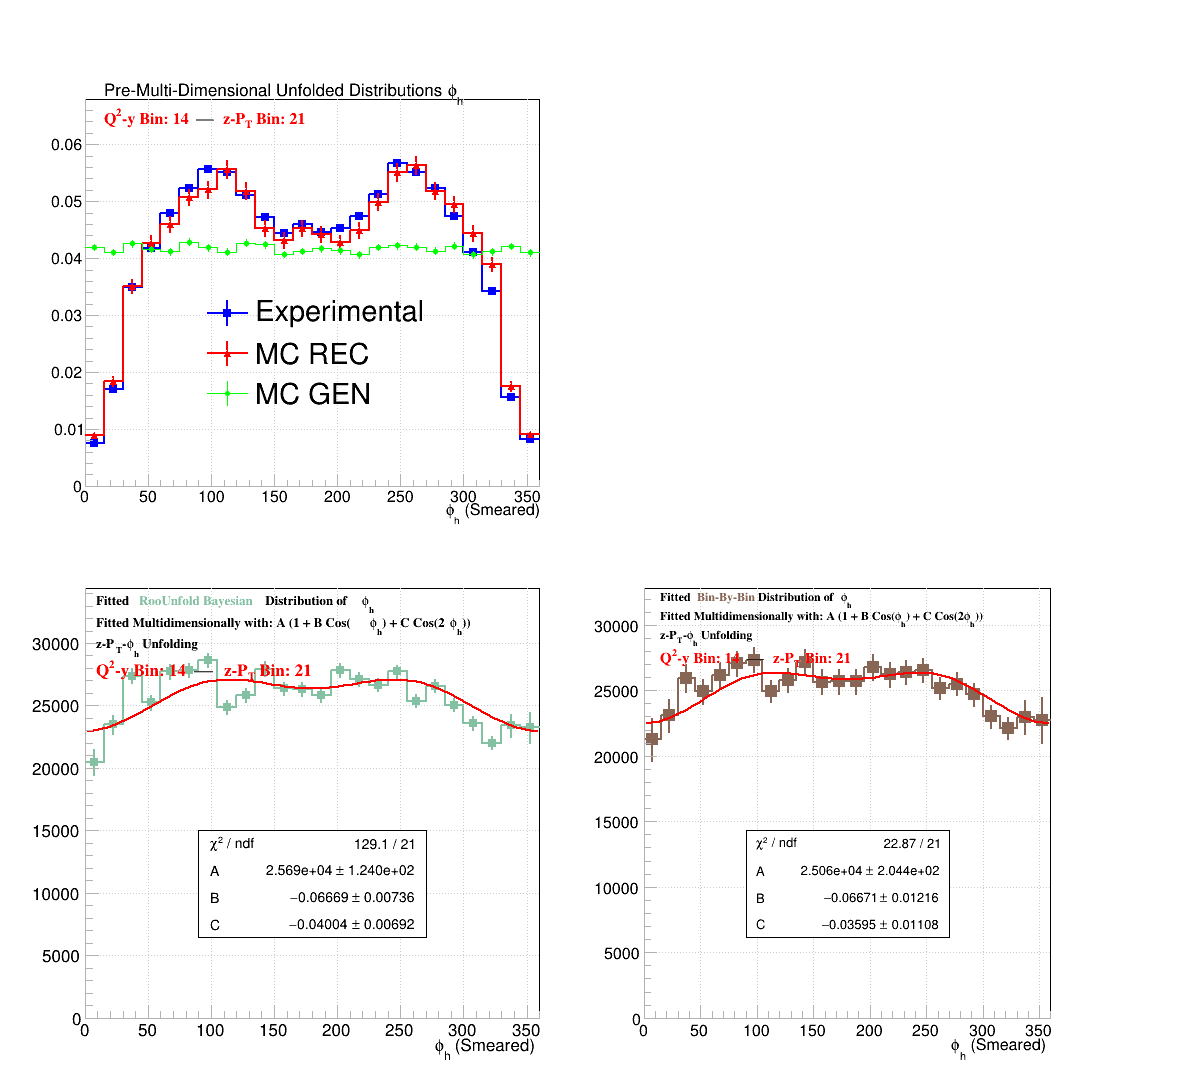 Pre-Multi-Dimensional Unfolded Distributions ϕh
Q2-y Bin: 14 — z-PT Bin: 21
0.06
0.05
0.04
0.03
0.02
0.01
0
Experimental
MC REC
MC GEN
0 50 100 150 200 250 300 350
ϕh (Smeared)
Fitted RooUnfold Bayesian Distribution of ϕh
Fitted Multidimensionally with: A (1 + B Cos( ϕh) + C Cos(2 ϕh))
z-PT-ϕh Unfolding
Q2-y Bin: 14 — z-PT Bin: 21
30000
25000
20000
15000
10000
5000
0
χ2 / ndf 129.1 / 21
A 2.569e+04 ± 1.240e+02
B −0.06669 ± 0.00736
C −0.04004 ± 0.00692
0 50 100 150 200 250 300 350
ϕh (Smeared)
Fitted Bin-By-Bin Distribution of ϕh
Fitted Multidimensionally with: A (1 + B Cos(ϕh) + C Cos(2ϕh))
z-PT-ϕh Unfolding
Q2-y Bin: 14 — z-PT Bin: 21
30000
25000
20000
15000
10000
5000
0
χ2 / ndf 22.87 / 21
A 2.506e+04 ± 2.044e+02
B −0.06671 ± 0.01216
C −0.03595 ± 0.01108
0 50 100 150 200 250 300 350
ϕh (Smeared)